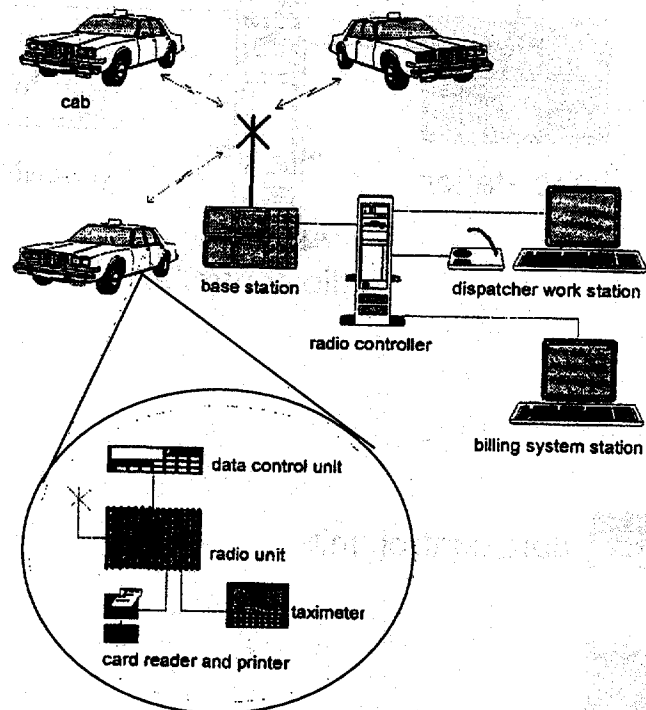 cab
base station
dispatcher work station
radio controller
billing system station
data control unit
radio unit
taximeter
card reader and printer